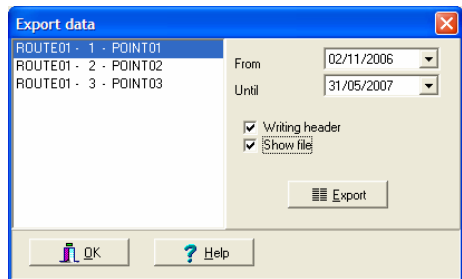 Export data
ROUTE01 - 1 - POINT01
ROUTE01 - 2 - POINT02
ROUTE01 - 3 - POINT03
From 02/11/2006
Until 31/05/2007
Writing header
Show file
Export
OK
Help